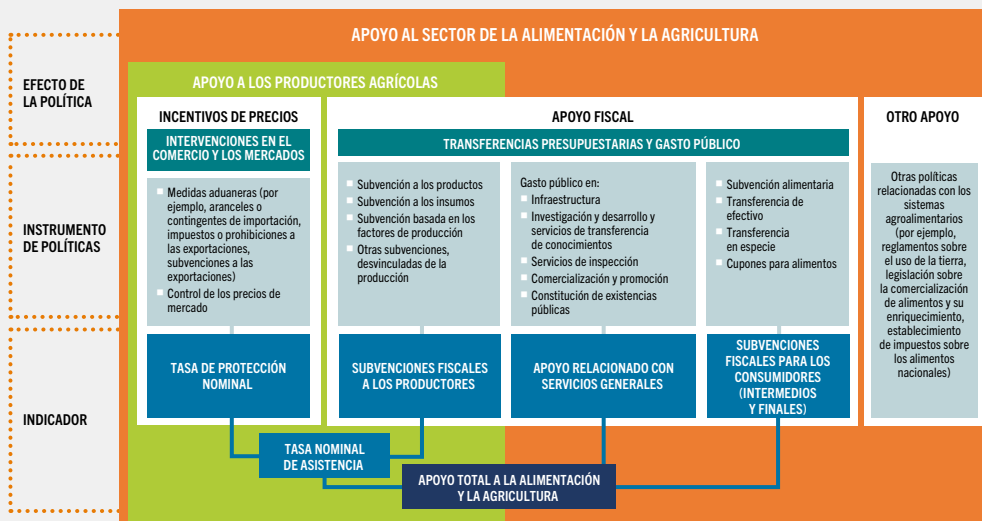 APOYO AL SECTOR DE LA ALIMENTACIÓN Y LA AGRICULTURA
EFECTO DE
LA POLÍTICA
APOYO A LOS PRODUCTORES AGRÍCOLAS
INCENTIVOS DE PRECIOS
INTERVENCIONES EN EL
COMERCIO Y LOS MERCADOS
APOYO FISCAL
TRANSFERENCIAS PRESUPUESTARIAS Y GASTO PÚBLICO
OTRO APOYO
INSTRUMENTO
DE POLÍTICAS
Medidas aduaneras (por
ejemplo, aranceles o
contingentes de importación,
impuestos o prohibiciones a
las exportaciones,
subvenciones a las
exportaciones)
Control de los precios de
mercado
Subvención a los productos
Subvención a los insumos
Subvención basada en los
factores de producción
Otras subvenciones,
desvinculadas de la
producción
Gasto público en:
Infraestructura
Investigación y desarrollo y
servicios de transferencia
de conocimientos
Servicios de inspección
Comercialización y promoción
Constitución de existencias
públicas
Subvención alimentaria
Transferencia de
efectivo
Transferencia
en especie
Cupones para alimentos
Otras políticas
relacionadas con los
sistemas
agroalimentarios
(por ejemplo,
reglamentos sobre
el uso de la tierra,
legislación sobre
la comercialización
de alimentos y su
enriquecimiento,
establecimiento
de impuestos sobre
los alimentos
nacionales)
INDICADOR
TASA DE PROTECCIÓN
NOMINAL
SUBVENCIONES FISCALES
A LOS PRODUCTORES
APOYO RELACIONADO CON
SERVICIOS GENERALES
SUBVENCIONES
FISCALES PARA LOS
CONSUMIDORES
(INTERMEDIOS
Y FINALES)
TASA NOMINAL
DE ASISTENCIA
APOYO TOTAL A LA ALIMENTACIÓN
Y LA AGRICULTURA